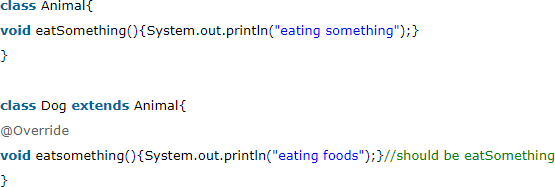 class Animal{
void eatSomething(){System.out.println("eating something");}
}
class Dog extends Animal{
@Override
void eatsomething(){System.out.println("eating foods");}//should be eatSomething
}